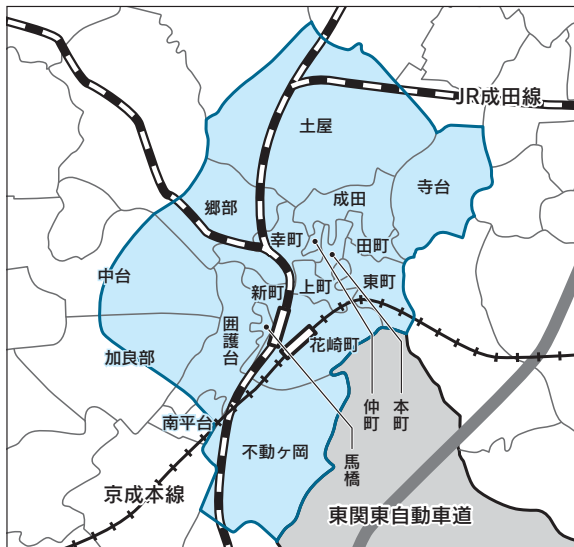 JR成田線
土屋
寺台
成田
郷部
幸町
田町
中台
新町
上町
東町
囲護台
花崎町
加良部
仲町
本町
南平台
馬橋
不動ヶ岡
京成本線
東関東自動車道